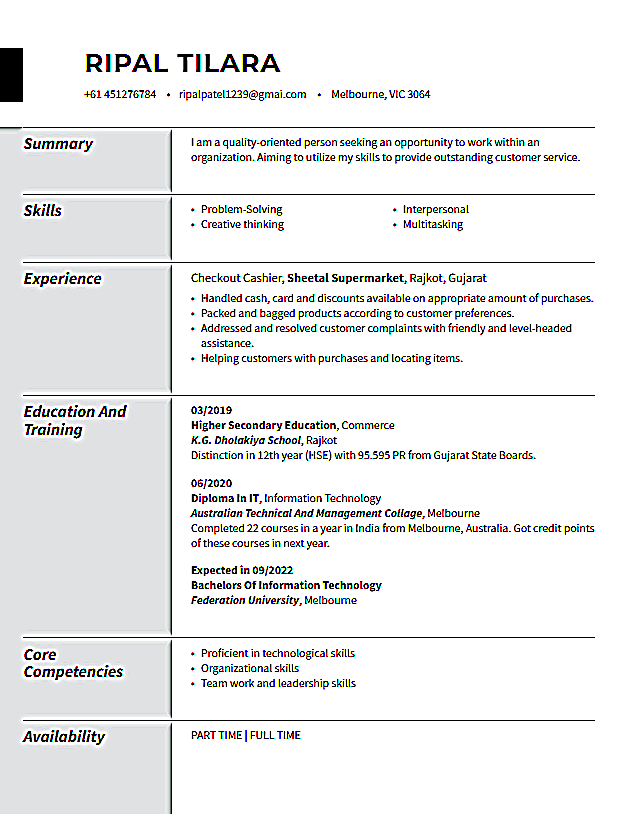 RIPAL TILARA
+61 451276784 • ripalpatel1239@gmai.com • Melbourne, VIC 3064
Summary
I am a quality-oriented person seeking an opportunity to work within an
organization. Aiming to utilize my skills to provide outstanding customer service.
Skills
• Problem-Solving
• Creative thinking
• Interpersonal
• Multitasking
Experience
Checkout Cashier, Sheetal Supermarket, Rajkot, Gujarat
• Handled cash, card and discounts available on appropriate amount of purchases.
• Packed and bagged products according to customer preferences.
• Addressed and resolved customer complaints with friendly and level-headed
assistance.
• Helping customers with purchases and locating items.
Education And
Training
03/2019
Higher Secondary Education, Commerce
K.G. Dholakiya School, Rajkot
Distinction in 12th year (HSE) with 95.595 PR from Gujarat State Boards.
06/2020
Diploma In IT, Information Technology
Australian Technical And Management Collage, Melbourne
Completed 22 courses in a year in India from Melbourne, Australia. Got credit points
of these courses in next year.
Expected in 09/2022
Bachelors Of Information Technology
Federation University, Melbourne
Core
Competencies
• Proficient in technological skills
• Organizational skills
• Team work and leadership skills
Availability
PART TIME | FULL TIME